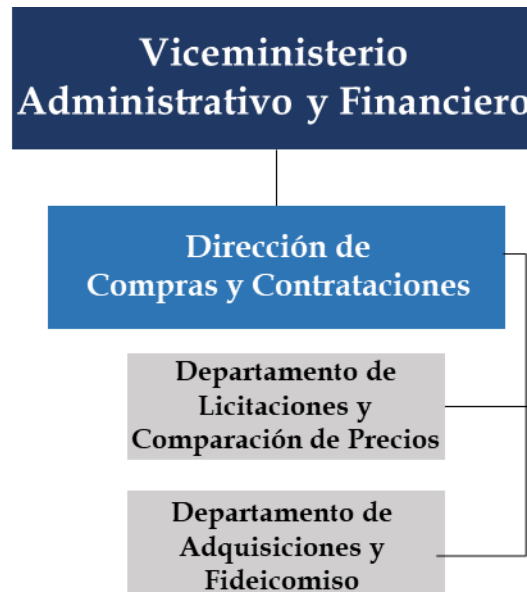 Viceministerio
Administrativo y Financiero
Dirección de
Compras y Contrataciones
Departamento de
Licitaciones y
Comparación de Precios
Departamento de
Adquisiciones y
Fideicomiso